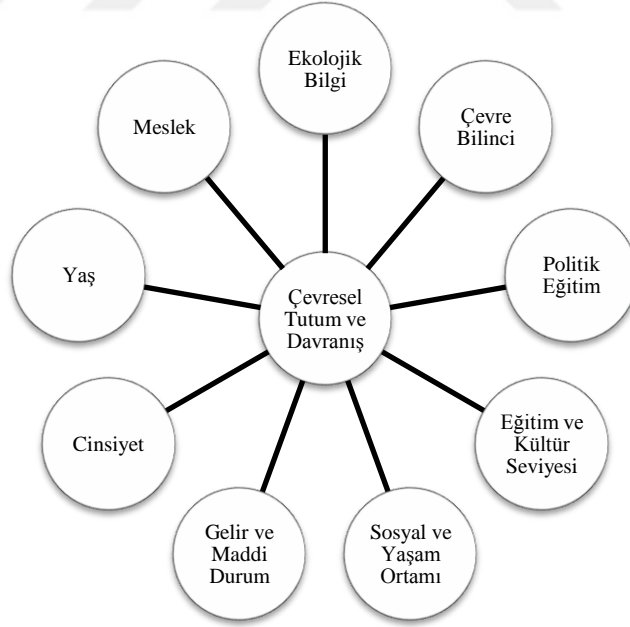 Ekolojik
Bilgi
Çevre
Bilinci
Politik
Eğitim
Eğitim ve
Kültür
Seviyesi
Sosyal ve
Yaşam
Ortamı
Gelir ve
Maddi
Durum
Cinsiyet
Yaş
Meslek
Çevresel
Tutum ve
Davranış